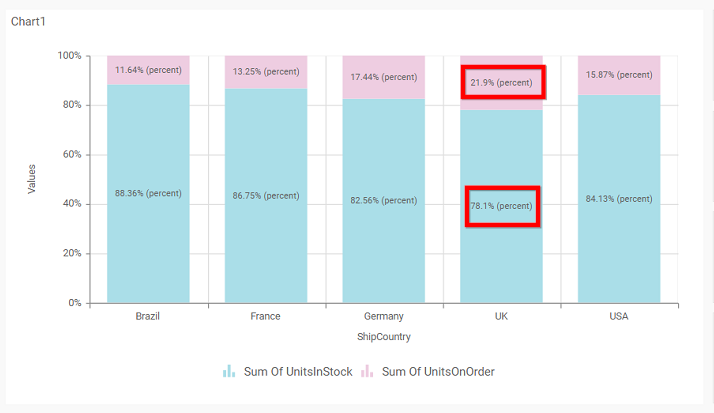 Chart1
100%
80%
60%
40%
20%
0%
Values
11.64% (percent)
13.25% (percent)
17.44% (percent)
21.9% (percent)
15.87% (percent)
88.36% (percent)
86.75% (percent)
82.56% (percent)
78.1% (percent)
84.13% (percent)
Brazil
France
Germany
UK
USA
ShipCountry
Sum Of UnitsInStock
Sum Of UnitsOnOrder